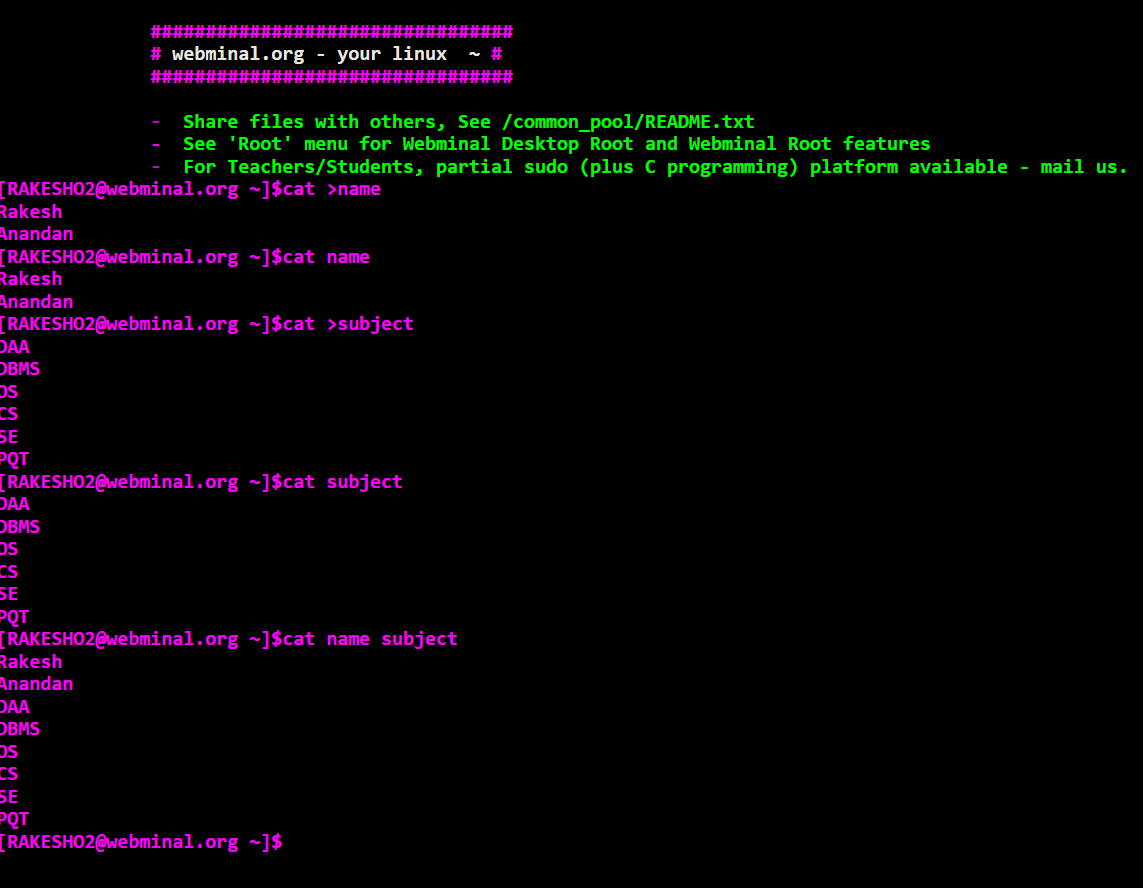 #################################
# webminal.org - your linux  ~ #
#################################
-  Share files with others, See /common_pool/README.txt
-  See 'Root' menu for Webminal Desktop Root and Webminal Root features
-  For Teachers/Students, partial sudo (plus C programming) platform available - mail us.
[RAKESHO2@webminal.org ~]$cat >name
Rakesh
Anandan
[RAKESHO2@webminal.org ~]$cat name
Rakesh
Anandan
[RAKESHO2@webminal.org ~]$cat >subject
DAA
DBMS
OS
CS
SE
PQT
[RAKESHO2@webminal.org ~]$cat subject
DAA
DBMS
OS
CS
SE
PQT
[RAKESHO2@webminal.org ~]$cat name subject
Rakesh
Anandan
DAA
DBMS
OS
CS
SE
PQT
[RAKESHO2@webminal.org ~]$